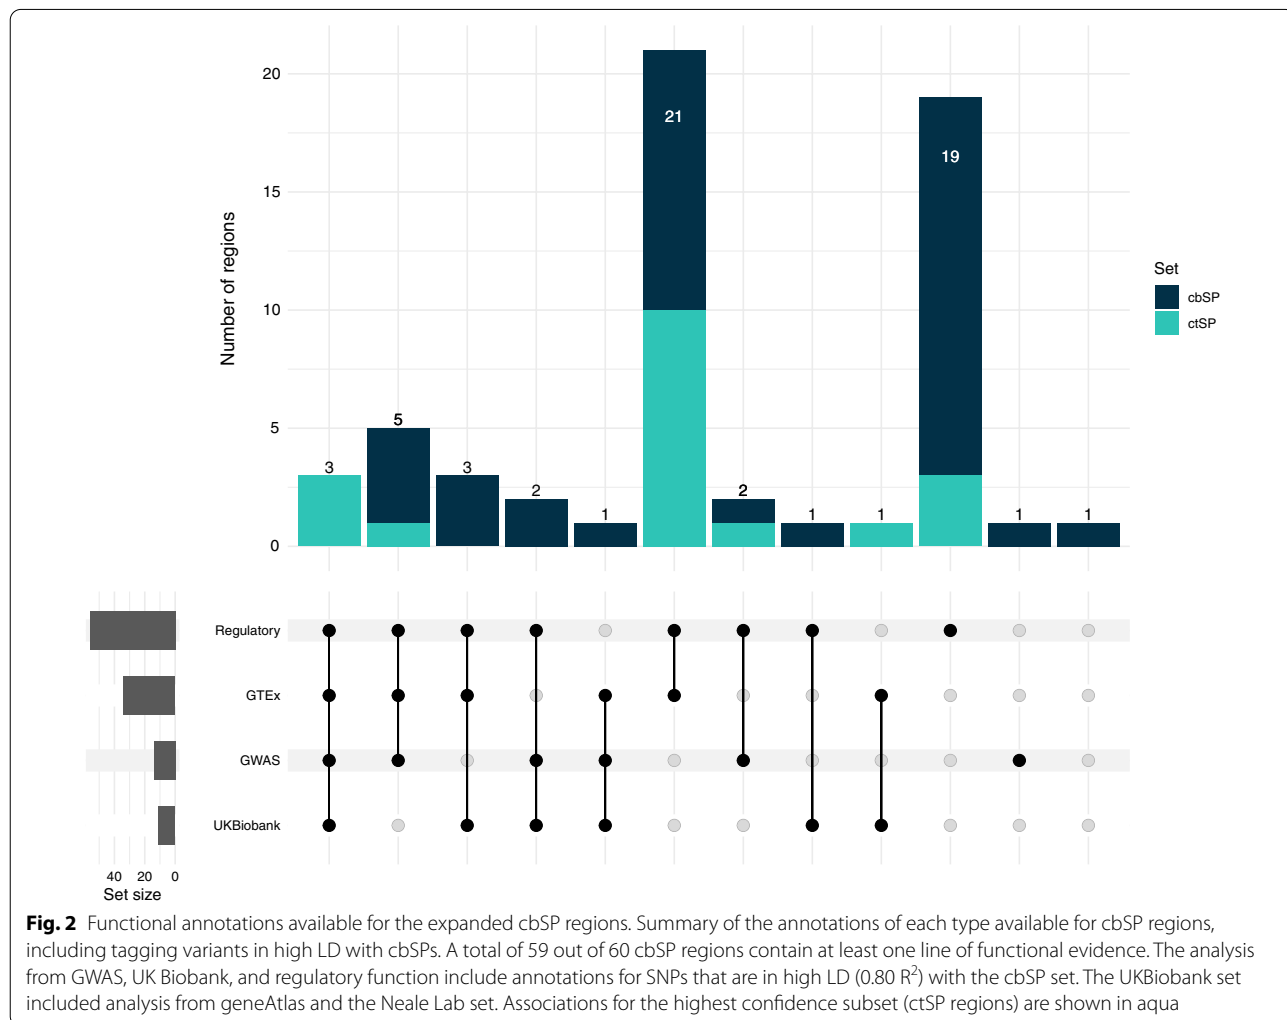 20
15
10
5
0
Number of regions
3
5
3
2
1
21
2
1
1
19
1
1
Set
cbSP
ctSP
Regulatory
GTEx
GWAS
UKBiobank
40 20 0
Set size
Fig. 2 Functional annotations available for the expanded cbSP regions. Summary of the annotations of each type available for cbSP regions,
including tagging variants in high LD with cbSPs. A total of 59 out of 60 cbSP regions contain at least one line of functional evidence. The analysis
from GWAS, UK Biobank, and regulatory function include annotations for SNPs that are in high LD (0.80 R²) with the cbSP set. The UKBiobank set
included analysis from geneAtlas and the Neale Lab set. Associations for the highest confidence subset (ctSP regions) are shown in aqua